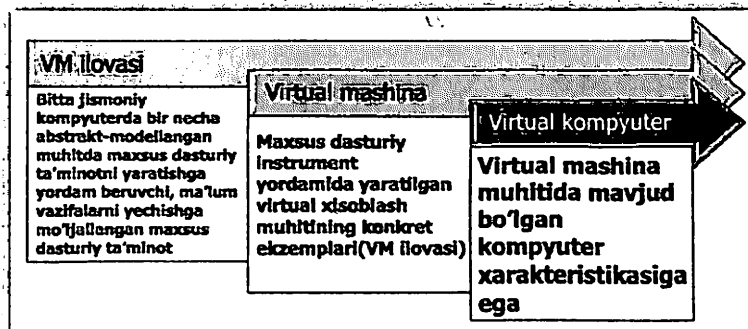 VM ilovasi
Bitta jismoniy
kompyuterda bir necha
abstrakt-modellangan
muhitda maxsus dasturiy
ta'minotni yaratishga
yordam beruvchi, ma'lum
vazifalarni yechishga
mo'ljallangan maxsus
dasturiy ta'minot
Virtual mashina
Maxsus dasturiy
instrument
yordamida yaratilgan
virtual xisoblash
muhitining konkret
ekzemplari(VM ilovasi)
Virtual kompyuter
Virtual mashina
muhitida mavjud
bo'lgan
kompyuter
xarakteristikasiga
ega